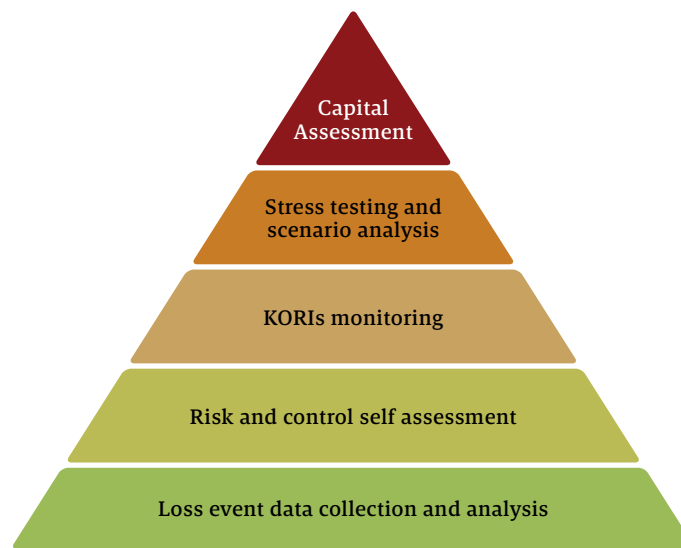 Capital
Assessment
Stress testing and
scenario analysis
KORIs monitoring
Risk and control self assessment
Loss event data collection and analysis